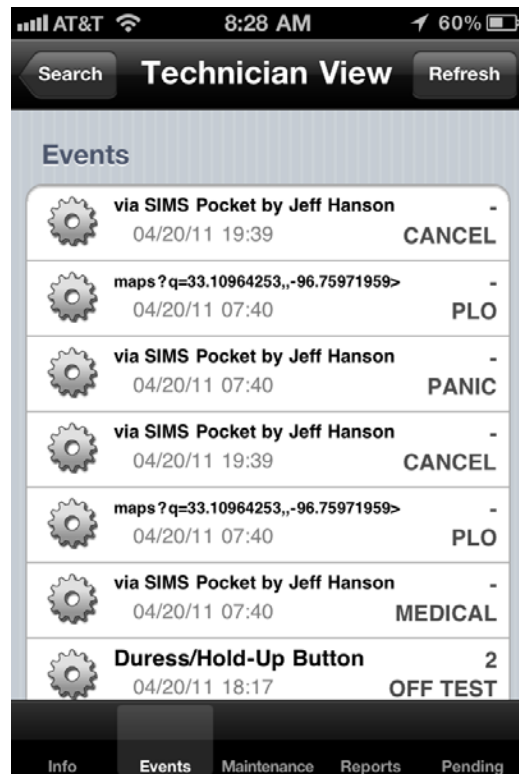 AT&T 8:28 AM 60%
Search Technician View Refresh
Events
via SIMS Pocket by Jeff Hanson -
04/20/11 19:39 CANCEL
maps?q=33.10964253,,-96.75971959> -
04/20/11 07:40 PLO
via SIMS Pocket by Jeff Hanson -
04/20/11 07:40 PANIC
via SIMS Pocket by Jeff Hanson -
04/20/11 19:39 CANCEL
maps?q=33.10964253,,-96.75971959> -
04/20/11 07:40 PLO
via SIMS Pocket by Jeff Hanson -
04/20/11 07:40 MEDICAL
Duress/Hold-Up Button 2
04/20/11 18:17 OFF TEST
Info Events Maintenance Reports Pending